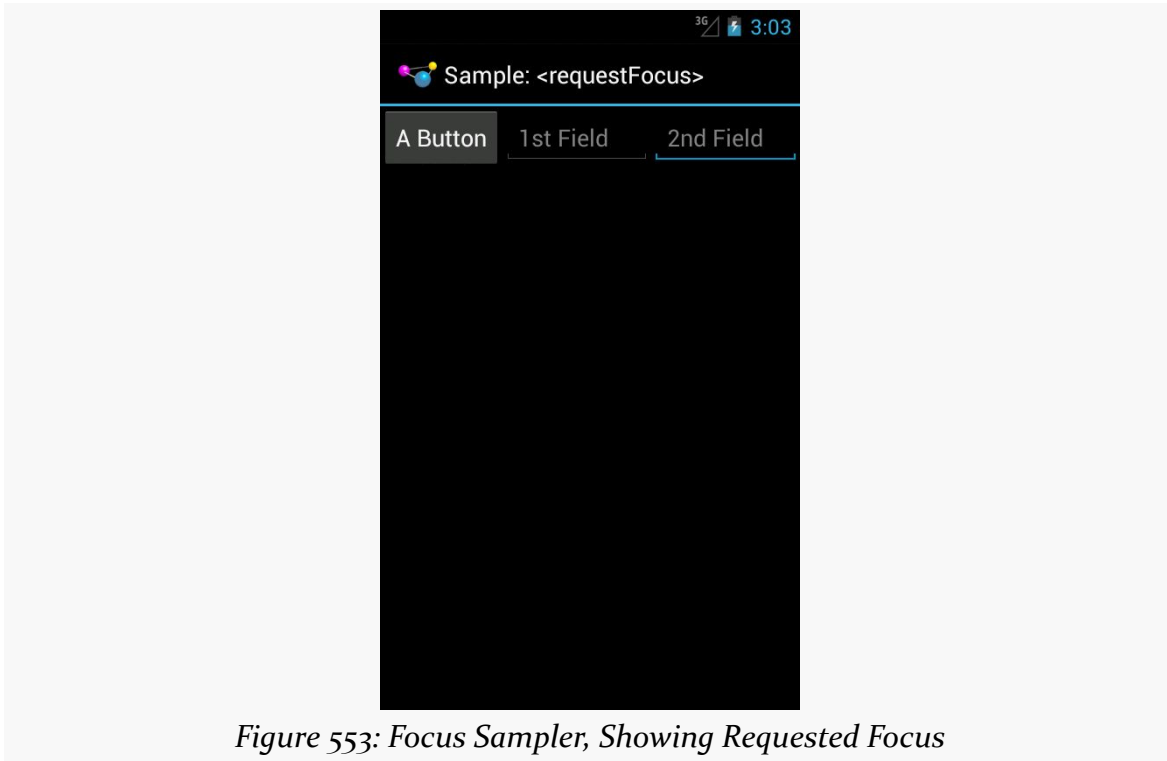 3G 3:03
Sample: <requestFocus>
A Button 1st Field 2nd Field
Figure 553: Focus Sampler, Showing Requested Focus